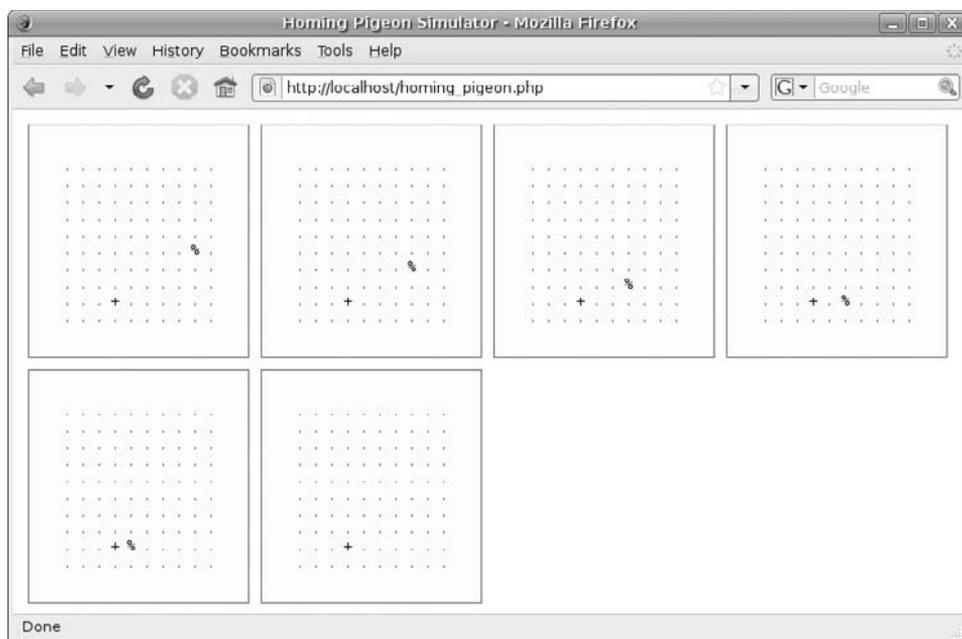 Homing Pigeon Simulator - Mozilla Firefox
File Edit View History Bookmarks Tools Help
http://localhost/homing_pigeon.php
G Google
%
+
%
+
%
+
+ %
+ %
+
Done